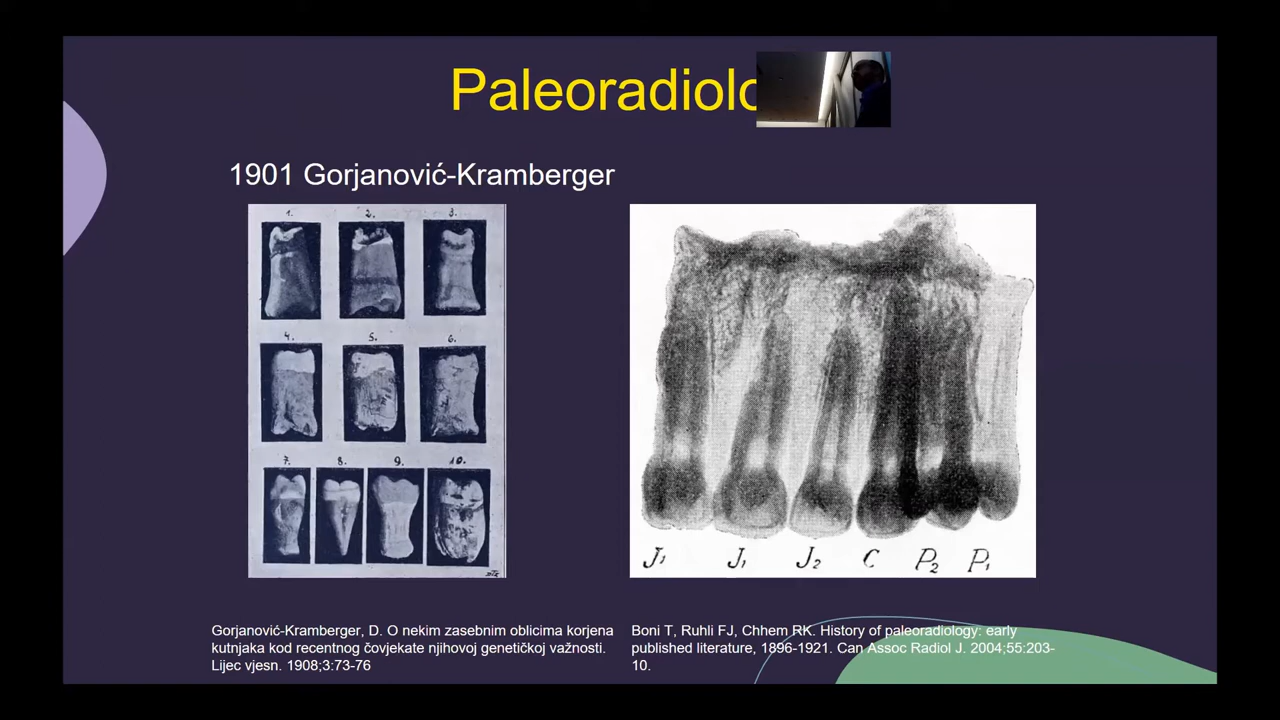 Paleoradiolo
1901 Gorjanović-Kramberger
1. 2. 3.
4. 5. 6.
7. 8. 9. 10.
J1 J1 J2 C P2 P1
Gorjanović-Kramberger, D. O nekim zasebnim oblicima korjena
kutnjaka kod recentnog čovjekate njihovoj genetičkoj važnosti.
Lijec vjesn. 1908;3:73-76
Boni T, Ruhli FJ, Chhem RK. History of paleoradiology: early
published literature, 1896-1921. Can Assoc Radiol J. 2004;55:203-
10.